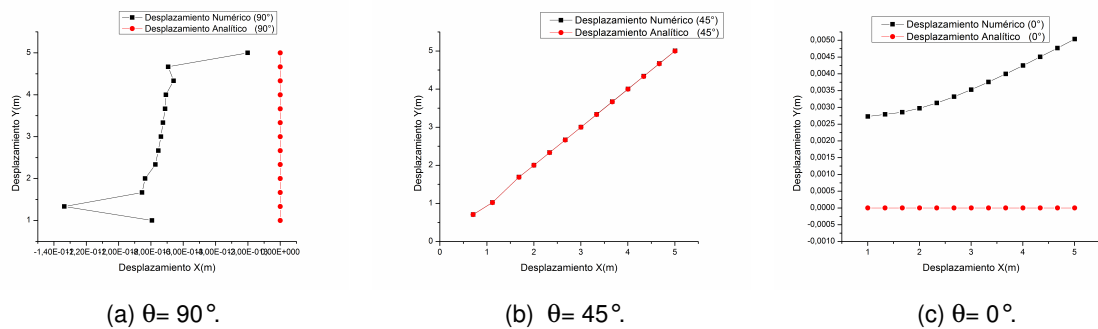 Desplazamiento Numérico (90°)
Desplazamiento Analítico (90°)
5
4
3
2
1
Desplazamiento Y(m)
Desplazamiento X(m)
(a) θ= 90°.
Desplazamiento Numérico (45°)
Desplazamiento Analítico (45°)
5
4
3
2
1
0
Desplazamiento Y(m)
0 1 2 3 4 5
Desplazamiento X(m)
(b) θ= 45°.
Desplazamiento Numérico (0°)
Desplazamiento Analítico (0°)
0,0050
0,0045
0,0040
0,0035
0,0030
0,0025
0,0020
0,0015
0,0010
0,0005
0,0000
-0,0005
-0,0010
Desplazamiento Y(m)
1 2 3 4 5
Desplazamiento X(m)
(c) θ= 0°.